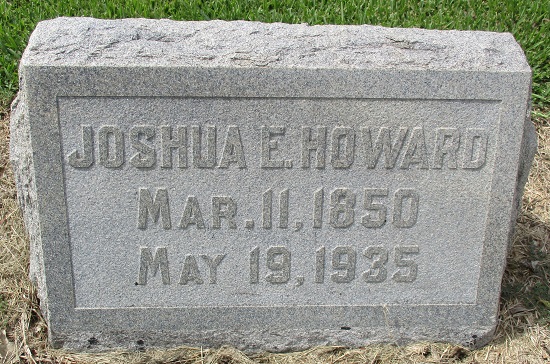 JOSHUA E. HOWARD
MAR. 11, 1850
MAY 19, 1935